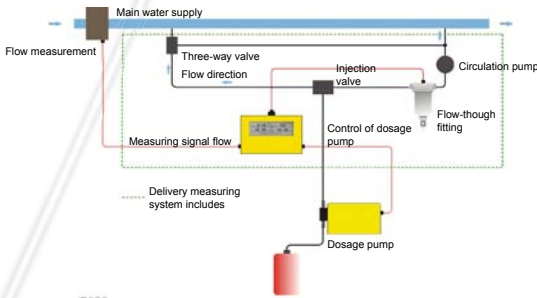 Main water supply
Flow measurement
Three-way valve
Flow direction
Injection
valve
Circulation pump
Flow-though
fitting
Measuring signal flow
Control of dosage
pump
Delivery measuring
system includes
Dosage pump